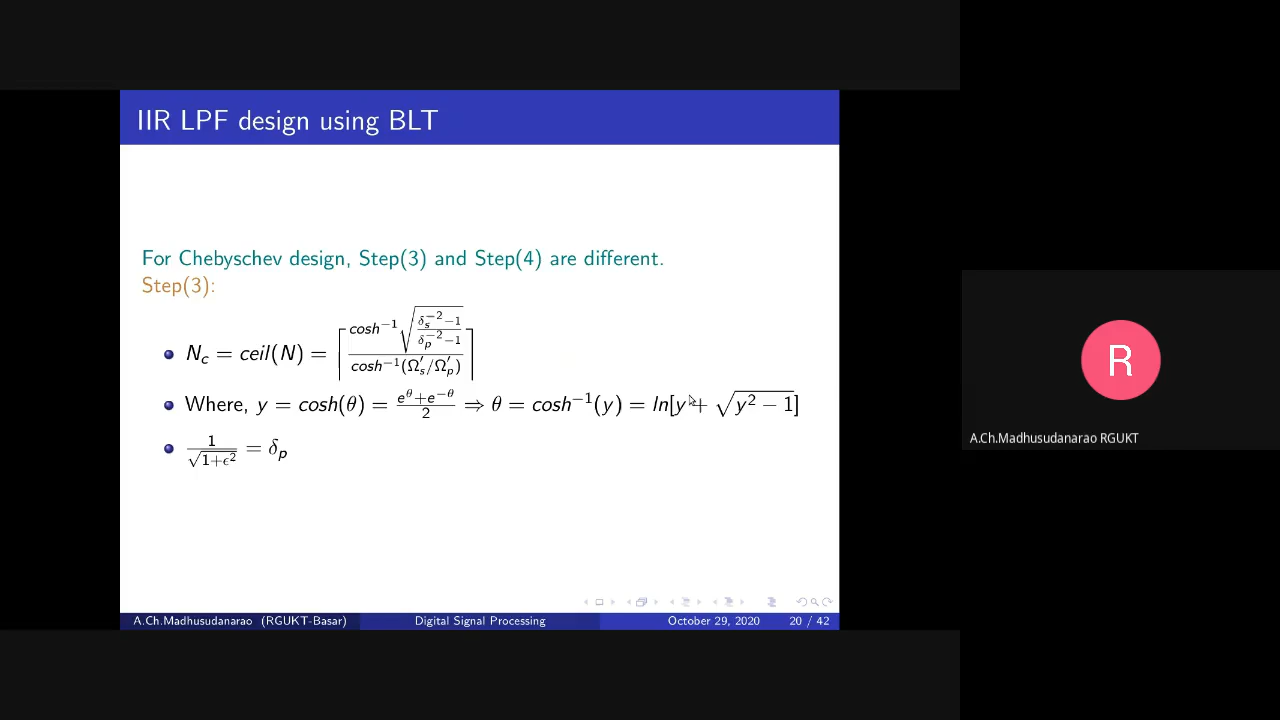 IIR LPF design using BLT
For Chebyschev design, Step(3) and Step(4) are different.
Step(3):
N_c = ceil(N) = ⌈ cosh⁻¹ √((δ_s⁻² − 1)/(δ_p⁻² − 1)) / cosh⁻¹(Ω′_s/Ω′_p) ⌉
Where, y = cosh(θ) = (e^θ + e^−θ)/2 ⇒ θ = cosh⁻¹(y) = ln[y + √(y² − 1)]
1/√(1+ϵ²) = δ_p
A.Ch.Madhusudanarao (RGUKT-Basar) Digital Signal Processing October 29, 2020 20 / 42
R
A.Ch.Madhusudanarao RGUKT